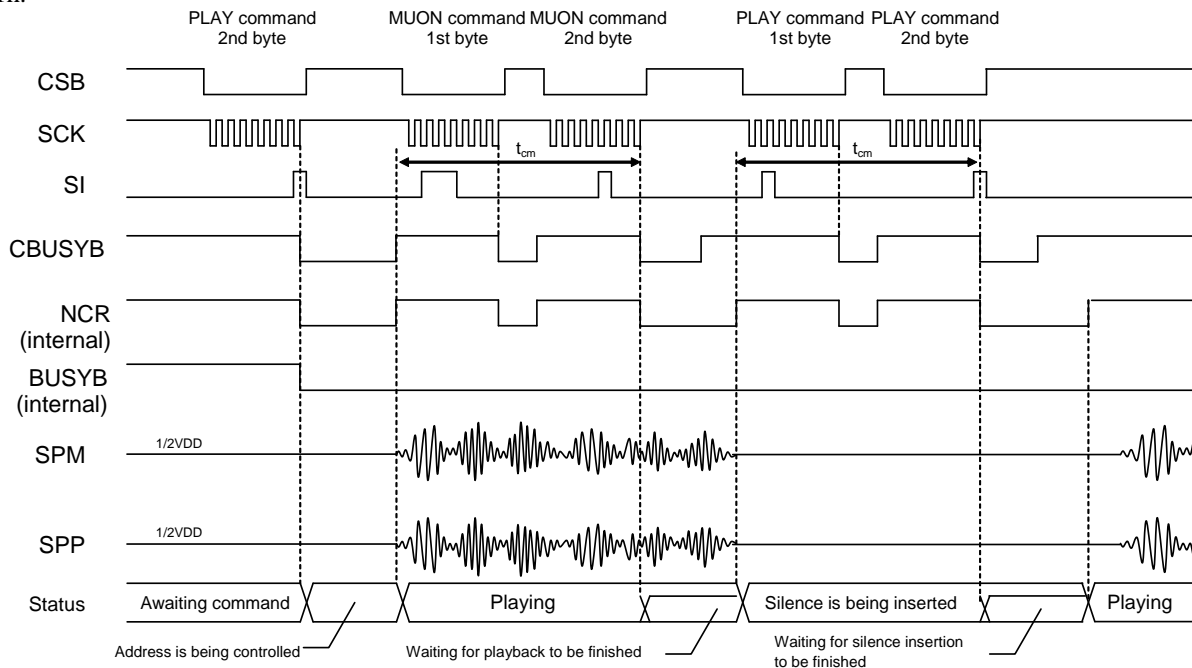 PLAY command
2nd byte
MUON command
1st byte
MUON command
2nd byte
PLAY command
1st byte
PLAY command
2nd byte
CSB
SCK
tcm
tcm
SI
CBUSYB
NCR
(internal)
BUSYB
(internal)
1/2VDD
SPM
1/2VDD
SPP
Status
Awaiting command
Playing
Silence is being inserted
Playing
Address is being controlled
Waiting for playback to be finished
Waiting for silence insertion
to be finished